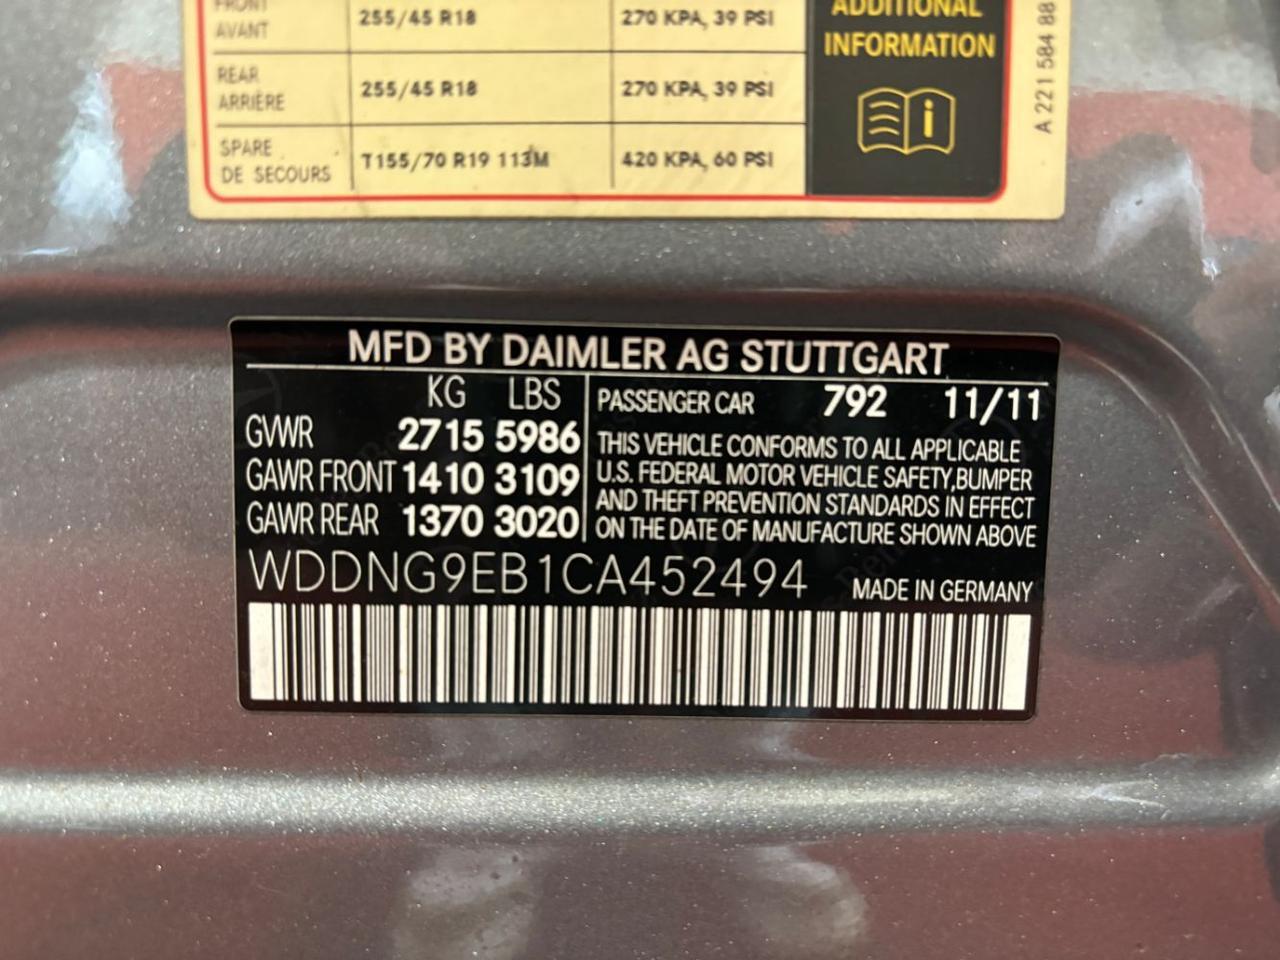 FRONT
AVANT
255/45 R18
270 KPA, 39 PSI
REAR
ARRIÈRE
255/45 R18
270 KPA, 39 PSI
SPARE
DE SECOURS
T155/70 R19 113M
420 KPA, 60 PSI
ADDITIONAL
INFORMATION
A 221 584 88
MFD BY DAIMLER AG STUTTGART
KG LBS
GVWR 2715 5986
GAWR FRONT 1410 3109
GAWR REAR 1370 3020
PASSENGER CAR 792 11/11
THIS VEHICLE CONFORMS TO ALL APPLICABLE
U.S. FEDERAL MOTOR VEHICLE SAFETY,BUMPER
AND THEFT PREVENTION STANDARDS IN EFFECT
ON THE DATE OF MANUFACTURE SHOWN ABOVE
WDDNG9EB1CA452494
MADE IN GERMANY